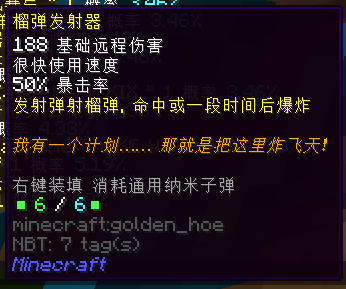 榴弹发射器
188 基础远程伤害
很快使用速度
50% 暴击率
发射弹射榴弹, 命中或一段时间后爆炸
我有一个计划…… 那就是把这里炸飞天!
右键装填 消耗通用纳米子弹
▪ 6 / 6 ▪
minecraft:golden_hoe
NBT: 7 tag(s)
Minecraft